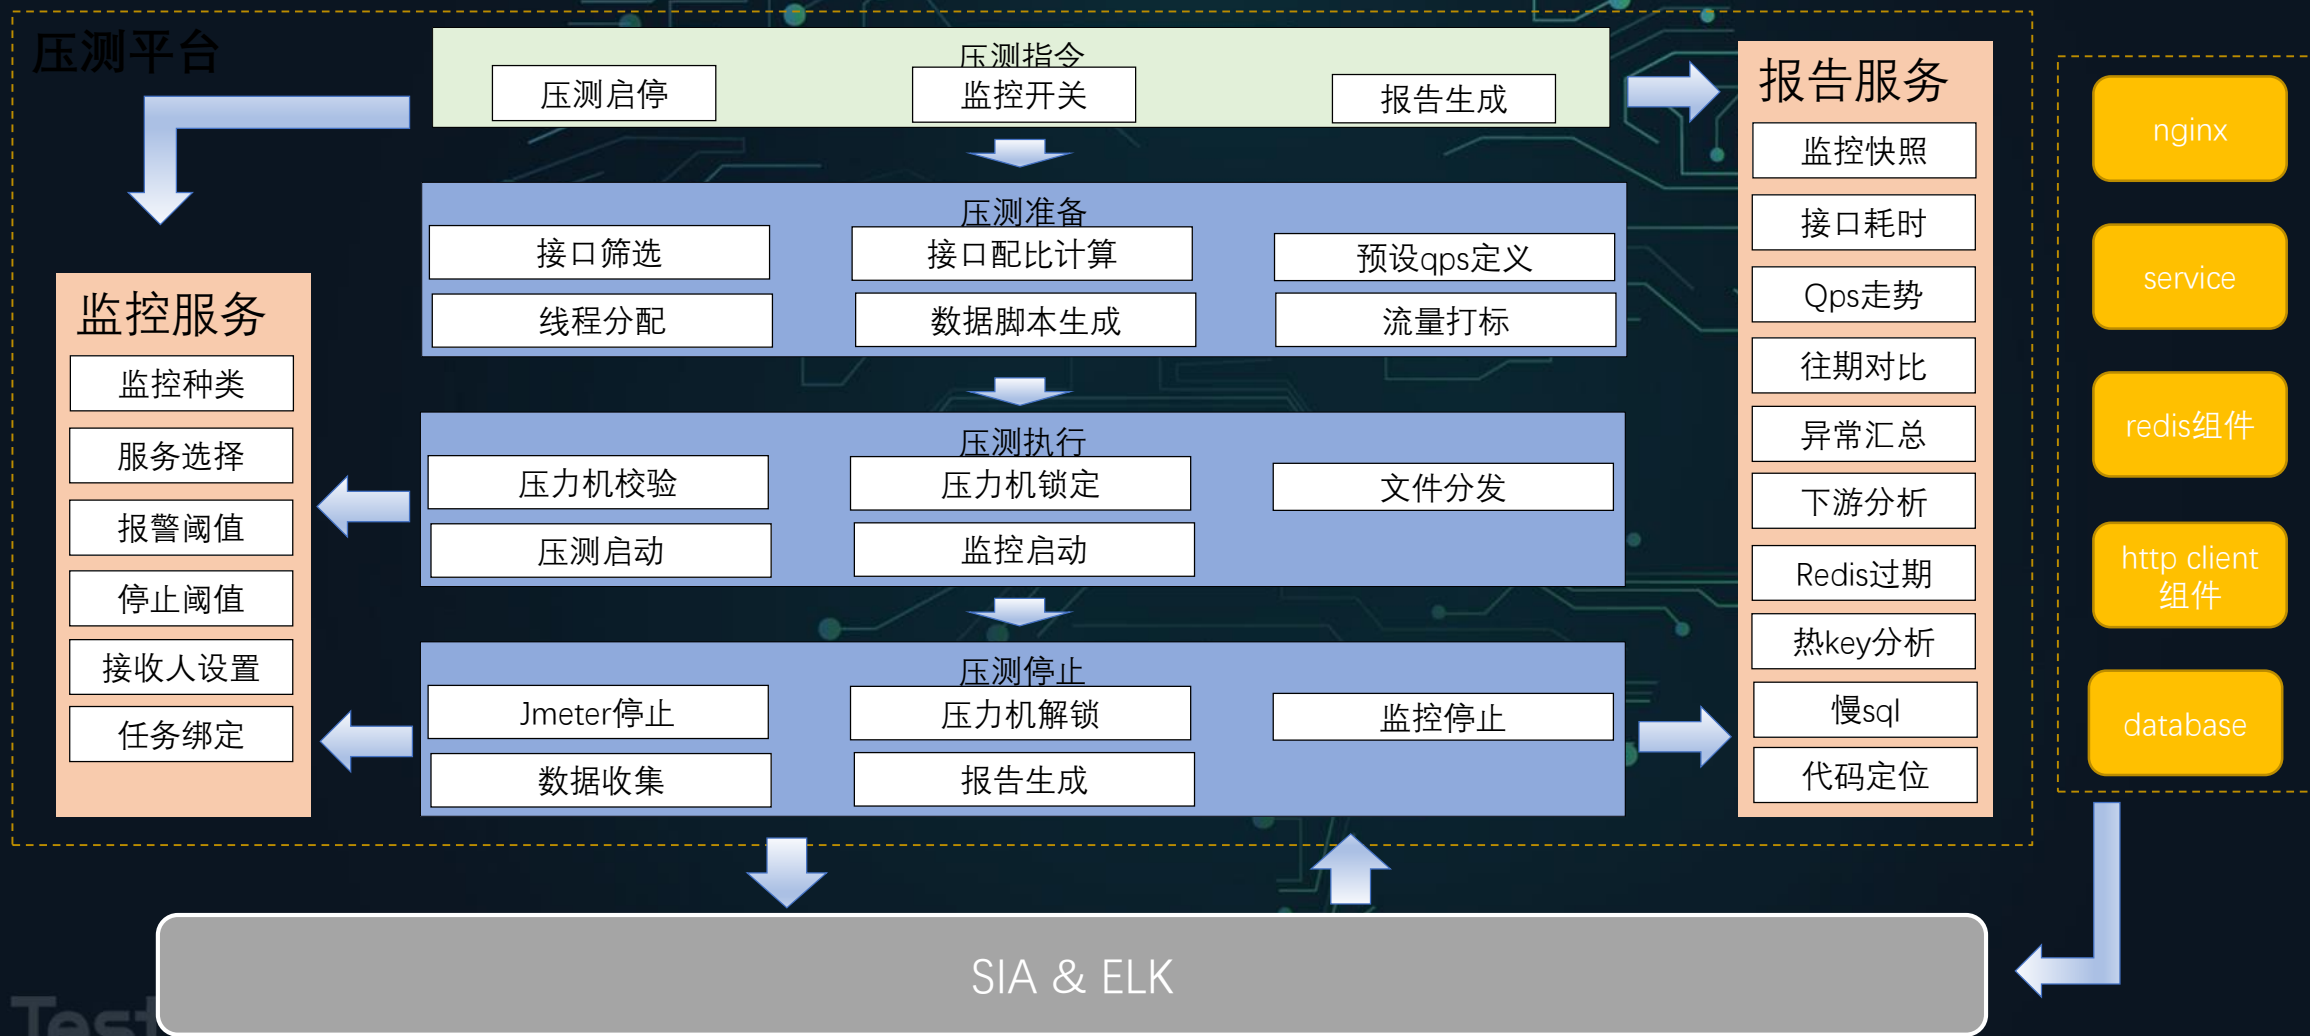 压测平台
压测指令
压测启停
监控开关
报告生成
压测准备
接口筛选
接口配比计算
预设qps定义
线程分配
数据脚本生成
流量打标
压测执行
压力机校验
压力机锁定
文件分发
压测启动
监控启动
压测停止
Jmeter停止
压力机解锁
监控停止
数据收集
报告生成
监控服务
监控种类
服务选择
报警阈值
停止阈值
接收人设置
任务绑定
报告服务
监控快照
接口耗时
Qps走势
往期对比
异常汇总
下游分析
Redis过期
热key分析
慢sql
代码定位
nginx
service
redis组件
http client
组件
database
SIA & ELK
Test